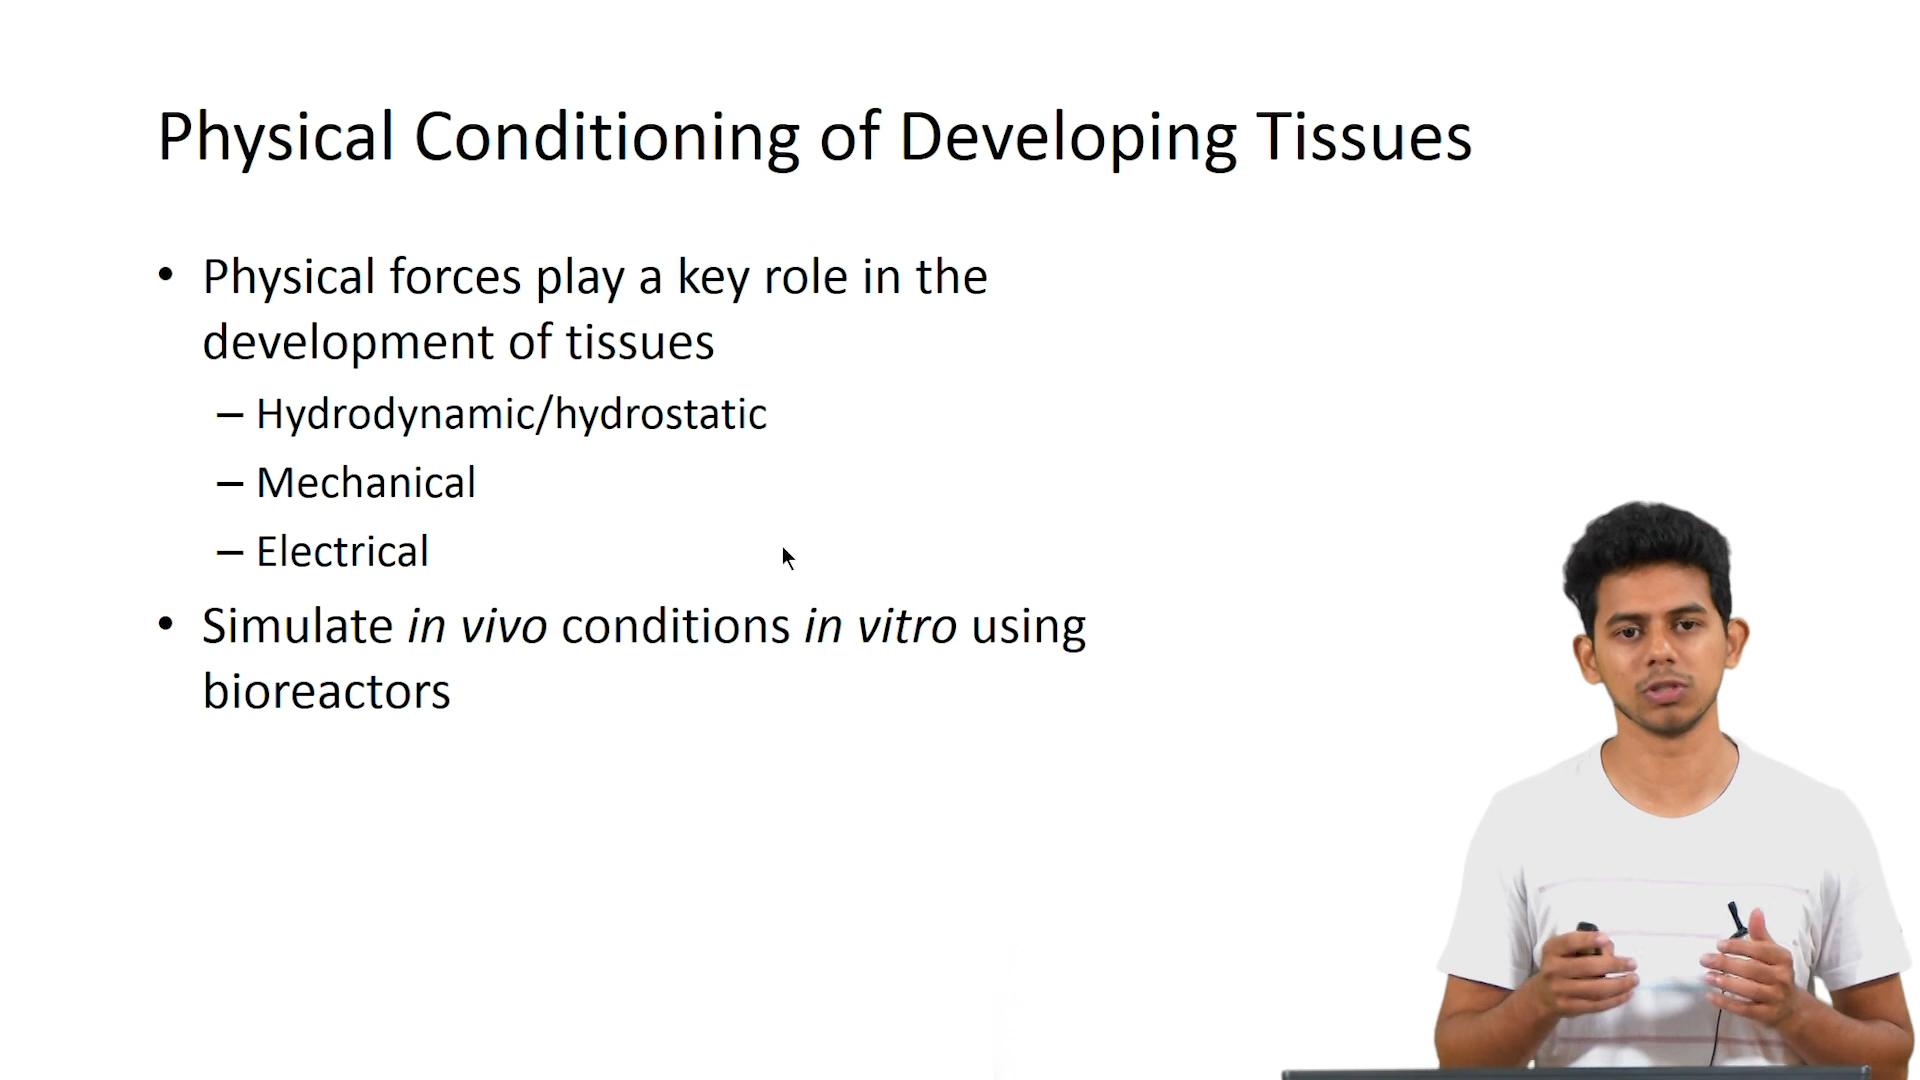 Physical Conditioning of Developing Tissues
• Physical forces play a key role in the
development of tissues
– Hydrodynamic/hydrostatic
– Mechanical
– Electrical
• Simulate in vivo conditions in vitro using
bioreactors